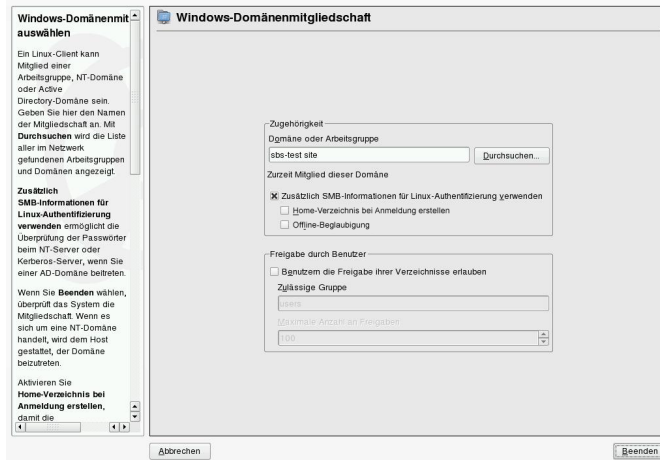 Windows-Domänenmit
auswählen
Ein Linux-Client kann
Mitglied einer
Arbeitsgruppe, NT-Domäne
oder Active
Directory-Domäne sein.
Geben Sie hier den Namen
der Mitgliedschaft an. Mit
Durchsuchen wird die Liste
aller im Netzwerk
gefundenen Arbeitsgruppen
und Domänen angezeigt.
Zusätzlich
SMB-Informationen für
Linux-Authentifizierung
verwenden ermöglicht die
Überprüfung der Passwörter
beim NT-Server oder
Kerberos-Server, wenn Sie
einer AD-Domäne beitreten.
Wenn Sie Beenden wählen,
überprüft das System die
Mitgliedschaft. Wenn es
sich um eine NT-Domäne
handelt, wird dem Host
gestattet, der Domäne
beizutreten.
Aktivieren Sie
Home-Verzeichnis bei
Anmeldung erstellen,
damit die
Windows-Domänenmitgliedschaft
Zugehörigkeit
Domäne oder Arbeitsgruppe
sbs-test site
Durchsuchen...
Zurzeit Mitglied dieser Domäne
Zusätzlich SMB-Informationen für Linux-Authentifizierung verwenden
Home-Verzeichnis bei Anmeldung erstellen
Offline-Beglaubigung
Freigabe durch Benutzer
Benutzern die Freigabe ihrer Verzeichnisse erlauben
Zulässige Gruppe
users
Maximale Anzahl an Freigaben
100
Abbrechen
Beenden